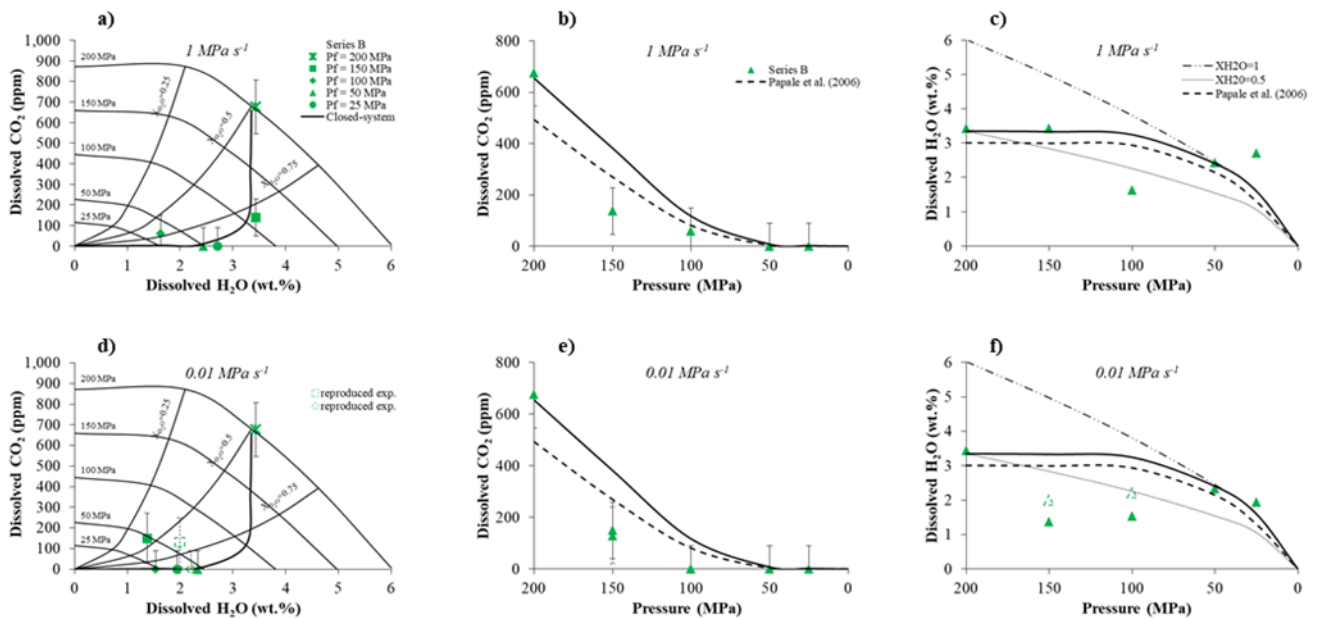 a)
1 MPa s-1
Dissolved CO2 (ppm)
1,000
900
800
700
600
500
400
300
200
100
0
200 MPa
150 MPa
100 MPa
50 MPa
25 MPa
XH2O=0.25
XH2O=0.5
XH2O=0.75
Series B
Pf = 200 MPa
Pf = 150 MPa
Pf = 100 MPa
Pf = 50 MPa
Pf = 25 MPa
Closed-system
0 1 2 3 4 5 6
Dissolved H2O (wt.%)
b)
1 MPa s-1
Dissolved CO2 (ppm)
800
600
400
200
0
Series B
Papale et al. (2006)
200 150 100 50 0
Pressure (MPa)
c)
1 MPa s-1
Dissolved H2O (wt.%)
6
5
4
3
2
1
0
XH2O=1
XH20=0.5
Papale et al. (2006)
200 150 100 50 0
Pressure (MPa)
d)
0.01 MPa s-1
Dissolved CO2 (ppm)
1,000
900
800
700
600
500
400
300
200
100
0
200 MPa
150 MPa
100 MPa
50 MPa
25 MPa
XH2O=0.25
XH2O=0.5
XH2O=0.75
reproduced exp.
reproduced exp.
0 1 2 3 4 5 6
Dissolved H2O (wt.%)
e)
0.01 MPa s-1
Dissolved CO2 (ppm)
800
600
400
200
0
200 150 100 50 0
Pressure (MPa)
f)
0.01 MPa s-1
Dissolved H2O (wt.%)
6
5
4
3
2
1
0
200 150 100 50 0
Pressure (MPa)